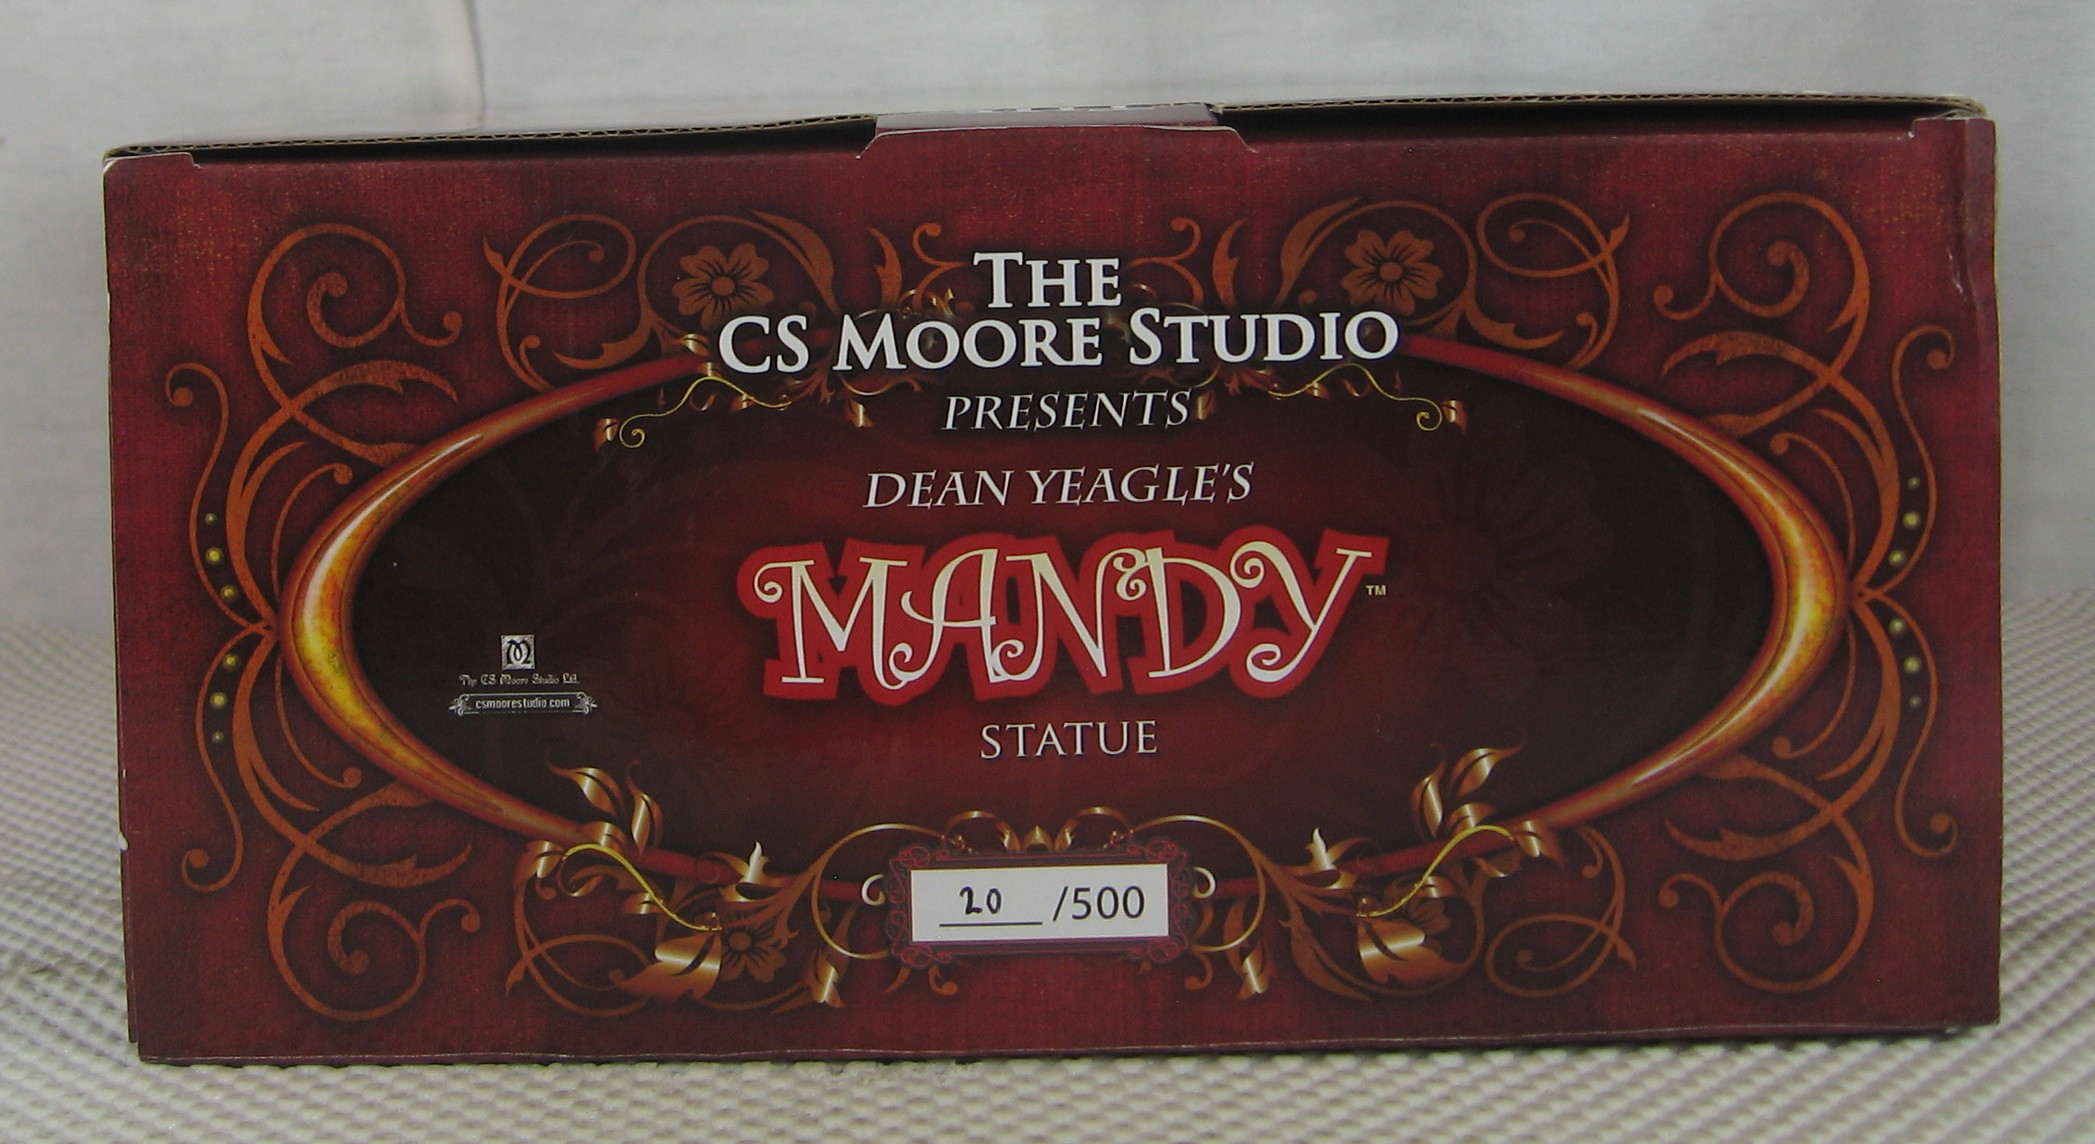 THE
CS MOORE STUDIO
PRESENTS
DEAN YEAGLE'S
MANDY™
The CS Moore Studio Ltd.
csmoorestudio.com
STATUE
20 /500